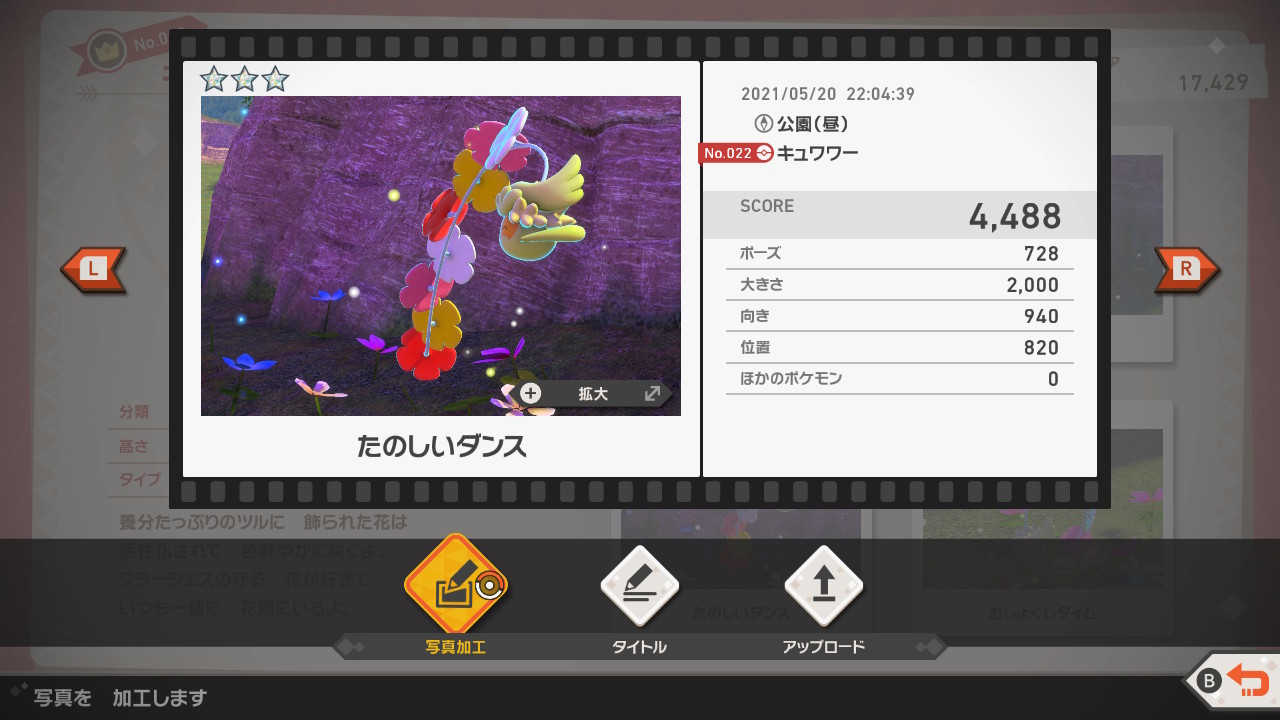 No.0
17,429
2021/05/20 22:04:39
公園(昼)
No.022 キュワワー
SCORE 4,488
ポーズ 728
大きさ 2,000
向き 940
位置 820
ほかのポケモン 0
L
R
+ 拡大
たのしいダンス
分類
高さ
タイプ
養分たっぷりのツルに 飾られた花は
活性化されて 色鮮やかに咲くよ。
フラージェスの守る 花が好きで
いつも一緒に 花畑にいるよ。
たのしいダンス
おしょくじタイム
写真加工
タイトル
アップロード
写真を 加工します
B